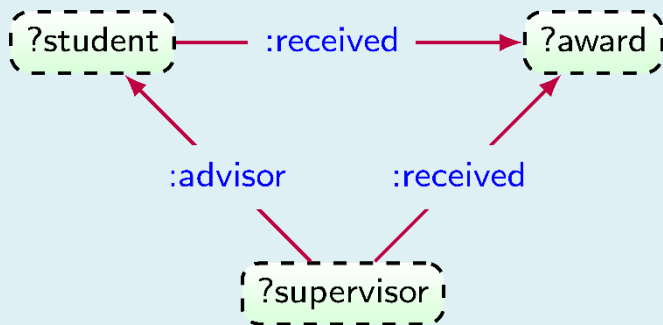 ?student :received ?award
:advisor :received
?supervisor